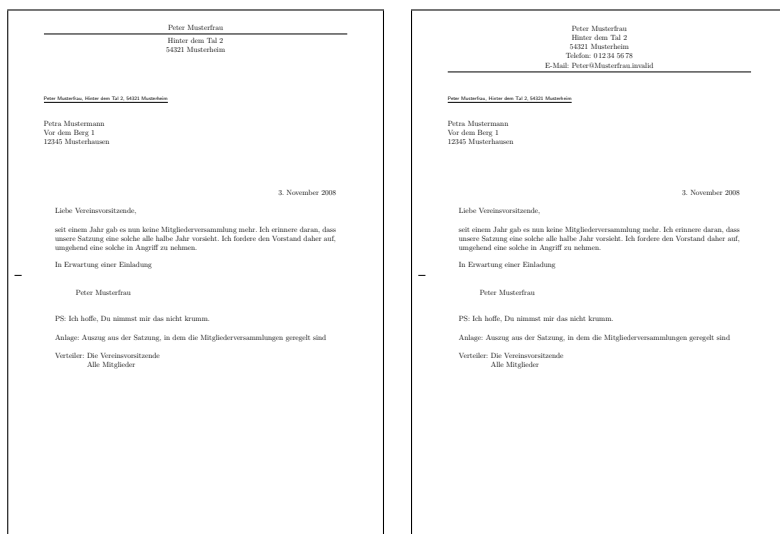 Peter Musterfrau
Hinter dem Tal 2
54321 Musterheim
Peter Musterfrau, Hinter dem Tal 2, 54321 Musterheim
Petra Mustermann
Vor dem Berg 1
12345 Musterhausen
3. November 2008
Liebe Vereinsvorsitzende,
seit einem Jahr gab es nun keine Mitgliederversammlung mehr. Ich erinnere daran, dass
unsere Satzung eine solche alle halbe Jahr vorsieht. Ich fordere den Vorstand daher auf,
umgehend eine solche in Angriff zu nehmen.
In Erwartung einer Einladung
Peter Musterfrau
PS: Ich hoffe, Du nimmst mir das nicht krumm.
Anlage: Auszug aus der Satzung, in dem die Mitgliederversammlungen geregelt sind
Verteiler: Die Vereinsvorsitzende
Alle Mitglieder
Peter Musterfrau
Hinter dem Tal 2
54321 Musterheim
Telefon: 0 12 34 56 78
E-Mail: Peter@Musterfrau.invalid
Peter Musterfrau, Hinter dem Tal 2, 54321 Musterheim
Petra Mustermann
Vor dem Berg 1
12345 Musterhausen
3. November 2008
Liebe Vereinsvorsitzende,
seit einem Jahr gab es nun keine Mitgliederversammlung mehr. Ich erinnere daran, dass
unsere Satzung eine solche alle halbe Jahr vorsieht. Ich fordere den Vorstand daher auf,
umgehend eine solche in Angriff zu nehmen.
In Erwartung einer Einladung
Peter Musterfrau
PS: Ich hoffe, Du nimmst mir das nicht krumm.
Anlage: Auszug aus der Satzung, in dem die Mitgliederversammlungen geregelt sind
Verteiler: Die Vereinsvorsitzende
Alle Mitglieder